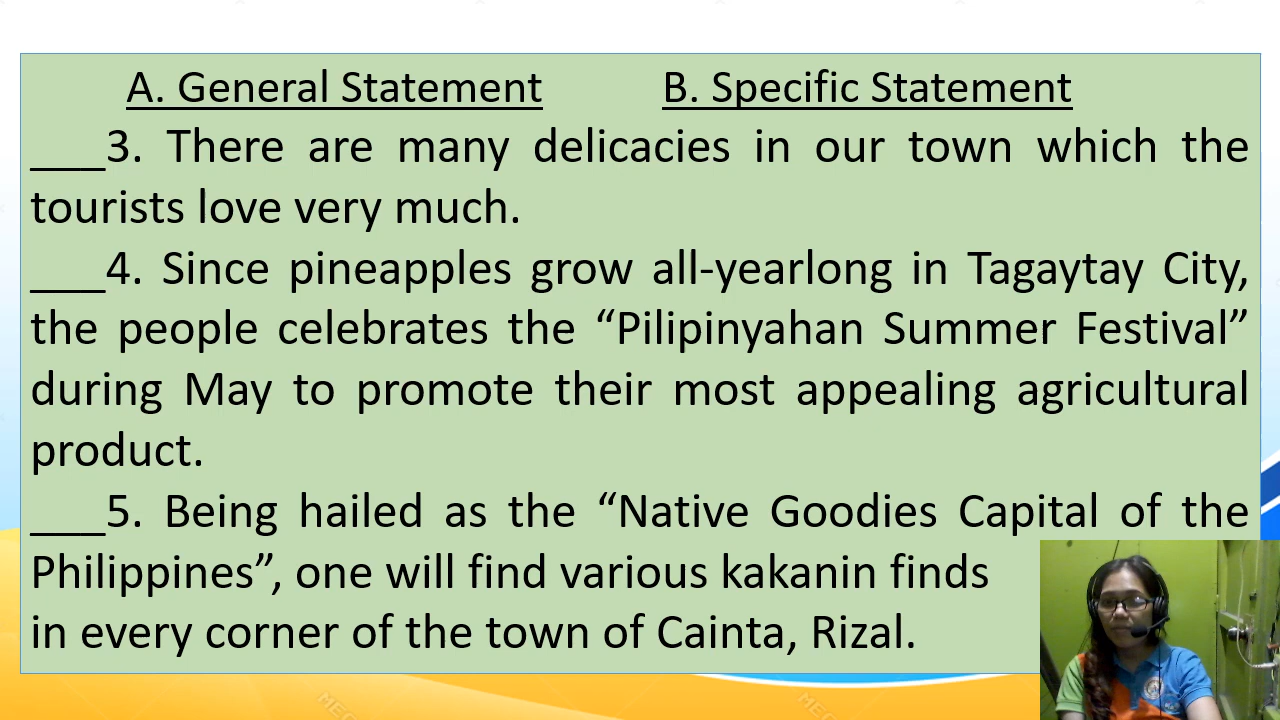 A. General Statement B. Specific Statement
___3. There are many delicacies in our town which the
tourists love very much.
___4. Since pineapples grow all-yearlong in Tagaytay City,
the people celebrates the “Pilipinyahan Summer Festival”
during May to promote their most appealing agricultural
product.
___5. Being hailed as the “Native Goodies Capital of the
Philippines”, one will find various kakanin finds
in every corner of the town of Cainta, Rizal.